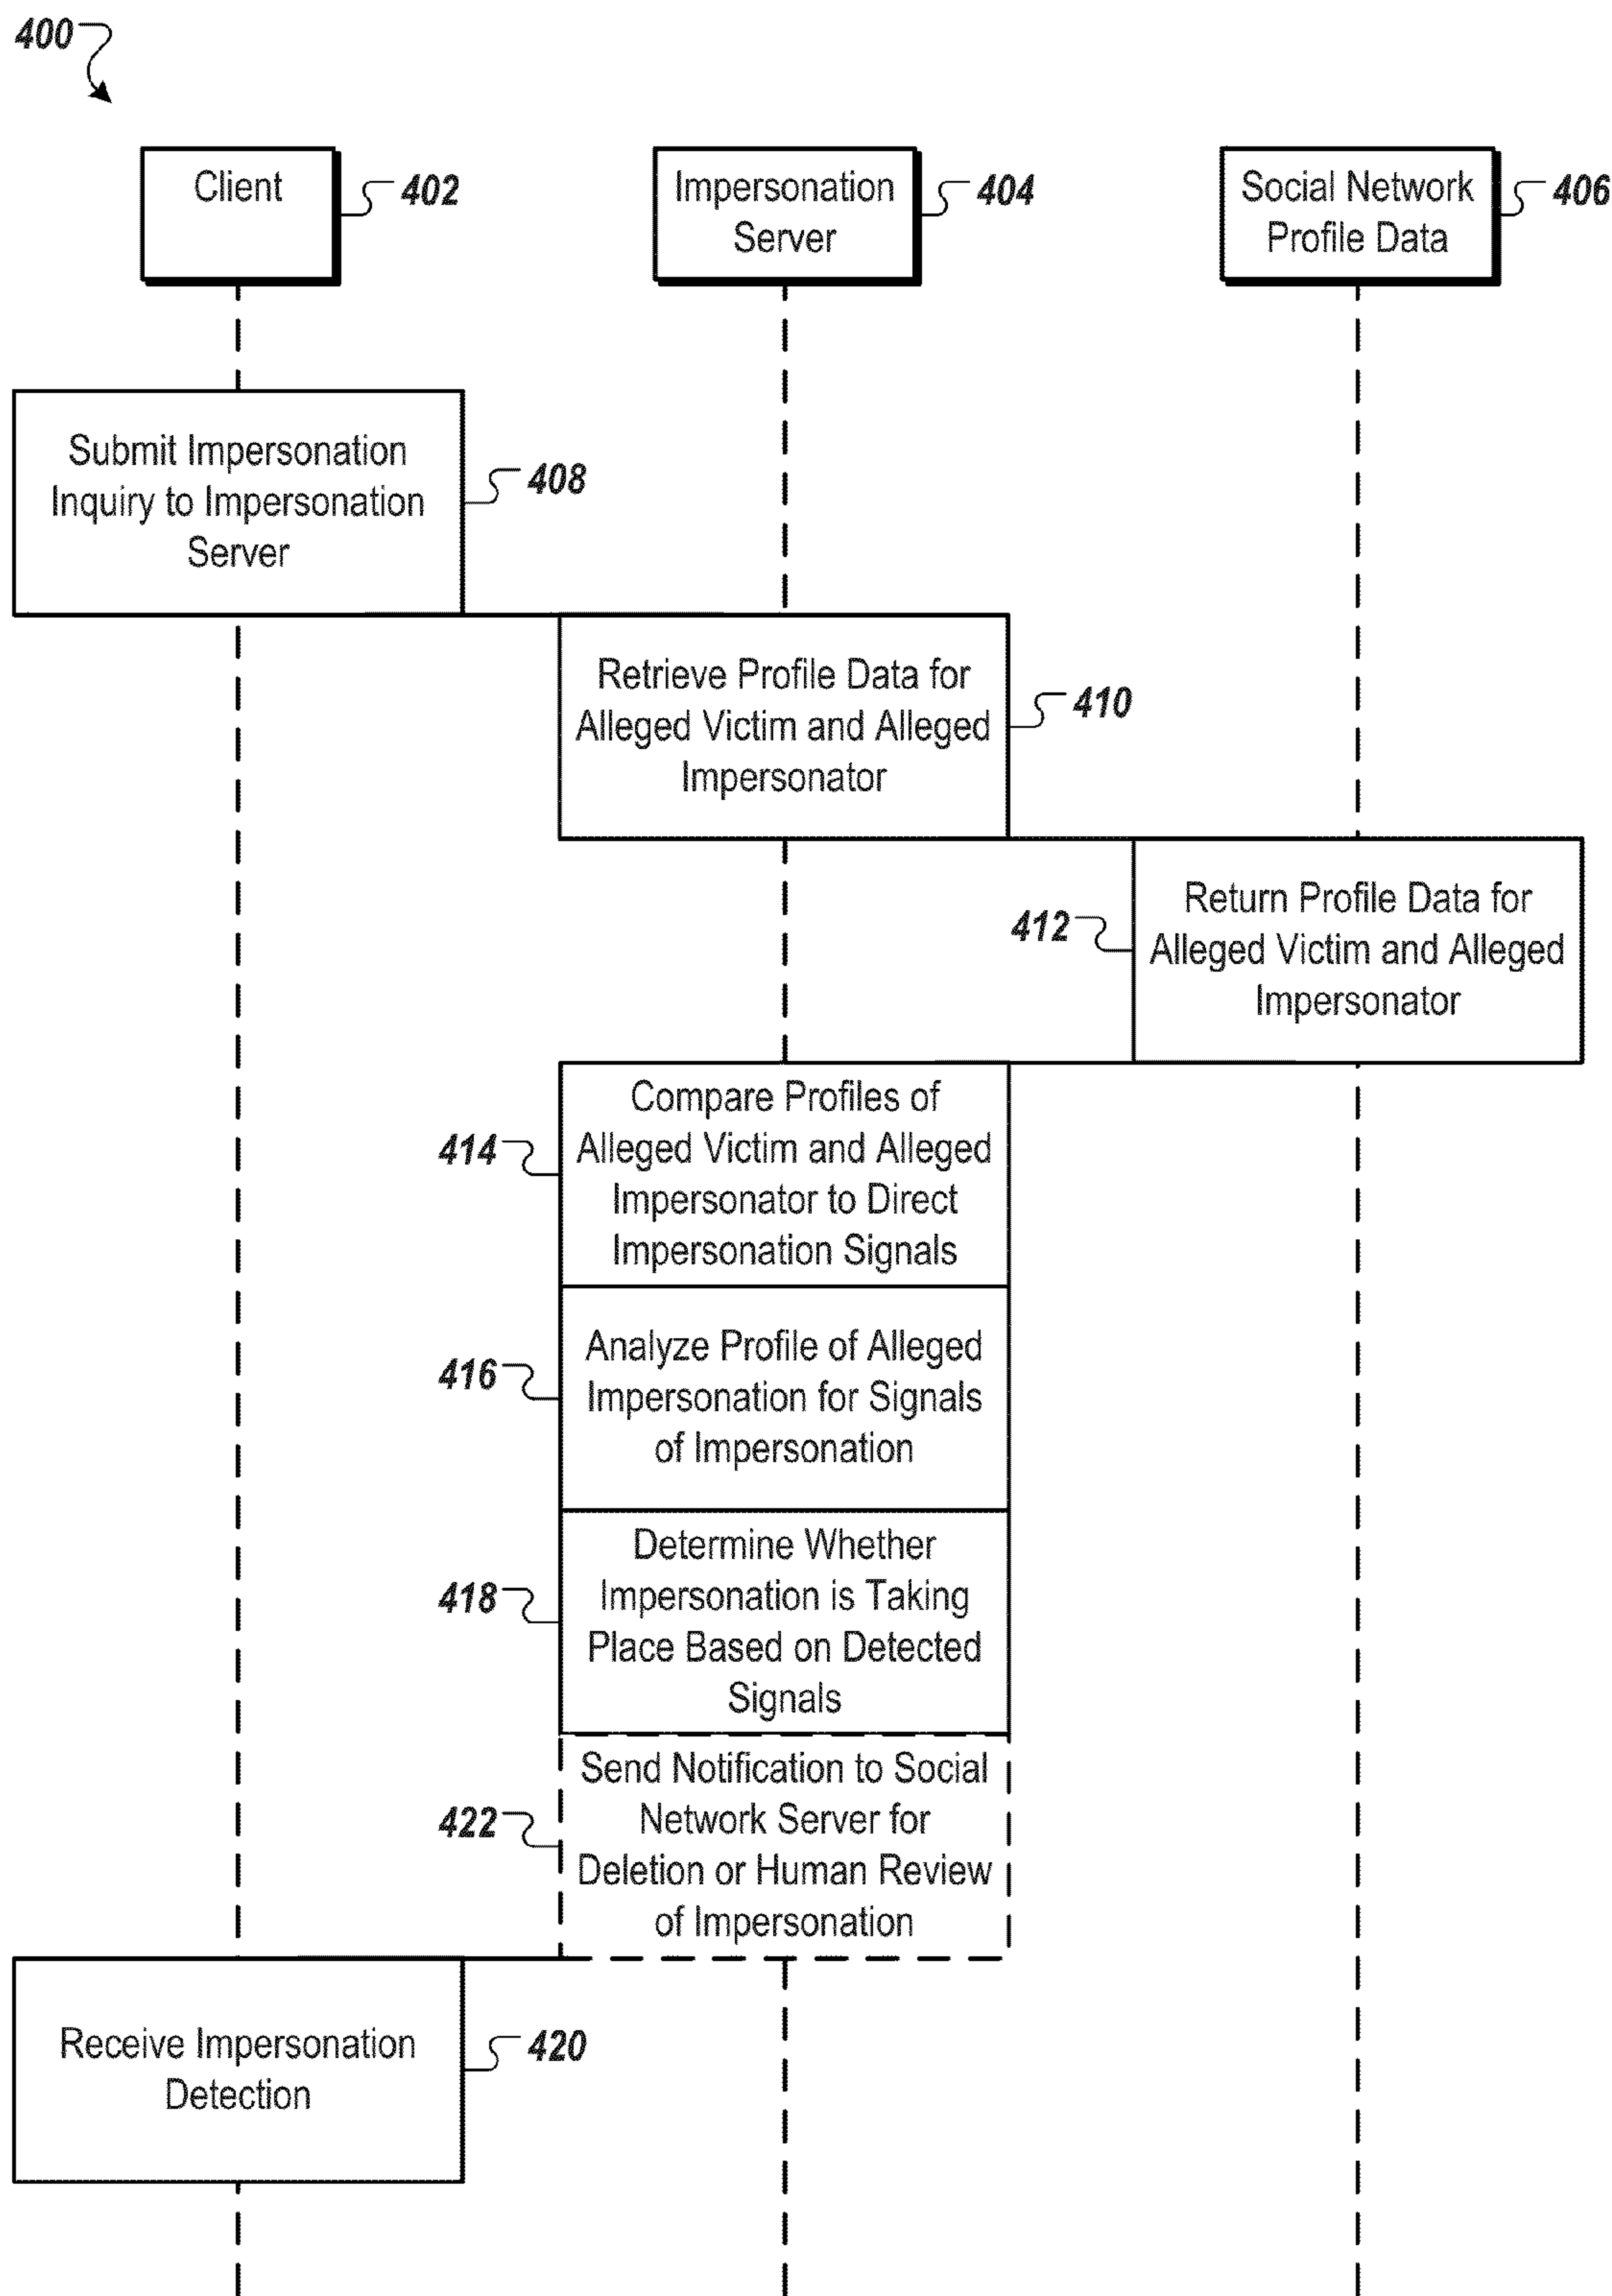 400
Client
402
Impersonation
Server
404
Social Network
Profile Data
406
Submit Impersonation
Inquiry to Impersonation
Server
408
Retrieve Profile Data for
Alleged Victim and Alleged
Impersonator
410
Return Profile Data for
Alleged Victim and Alleged
Impersonator
412
Compare Profiles of
Alleged Victim and Alleged
Impersonator to Direct
Impersonation Signals
414
Analyze Profile of Alleged
Impersonation for Signals
of Impersonation
416
Determine Whether
Impersonation is Taking
Place Based on Detected
Signals
418
Send Notification to Social
Network Server for
Deletion or Human Review
of Impersonation
422
Receive Impersonation
Detection
420